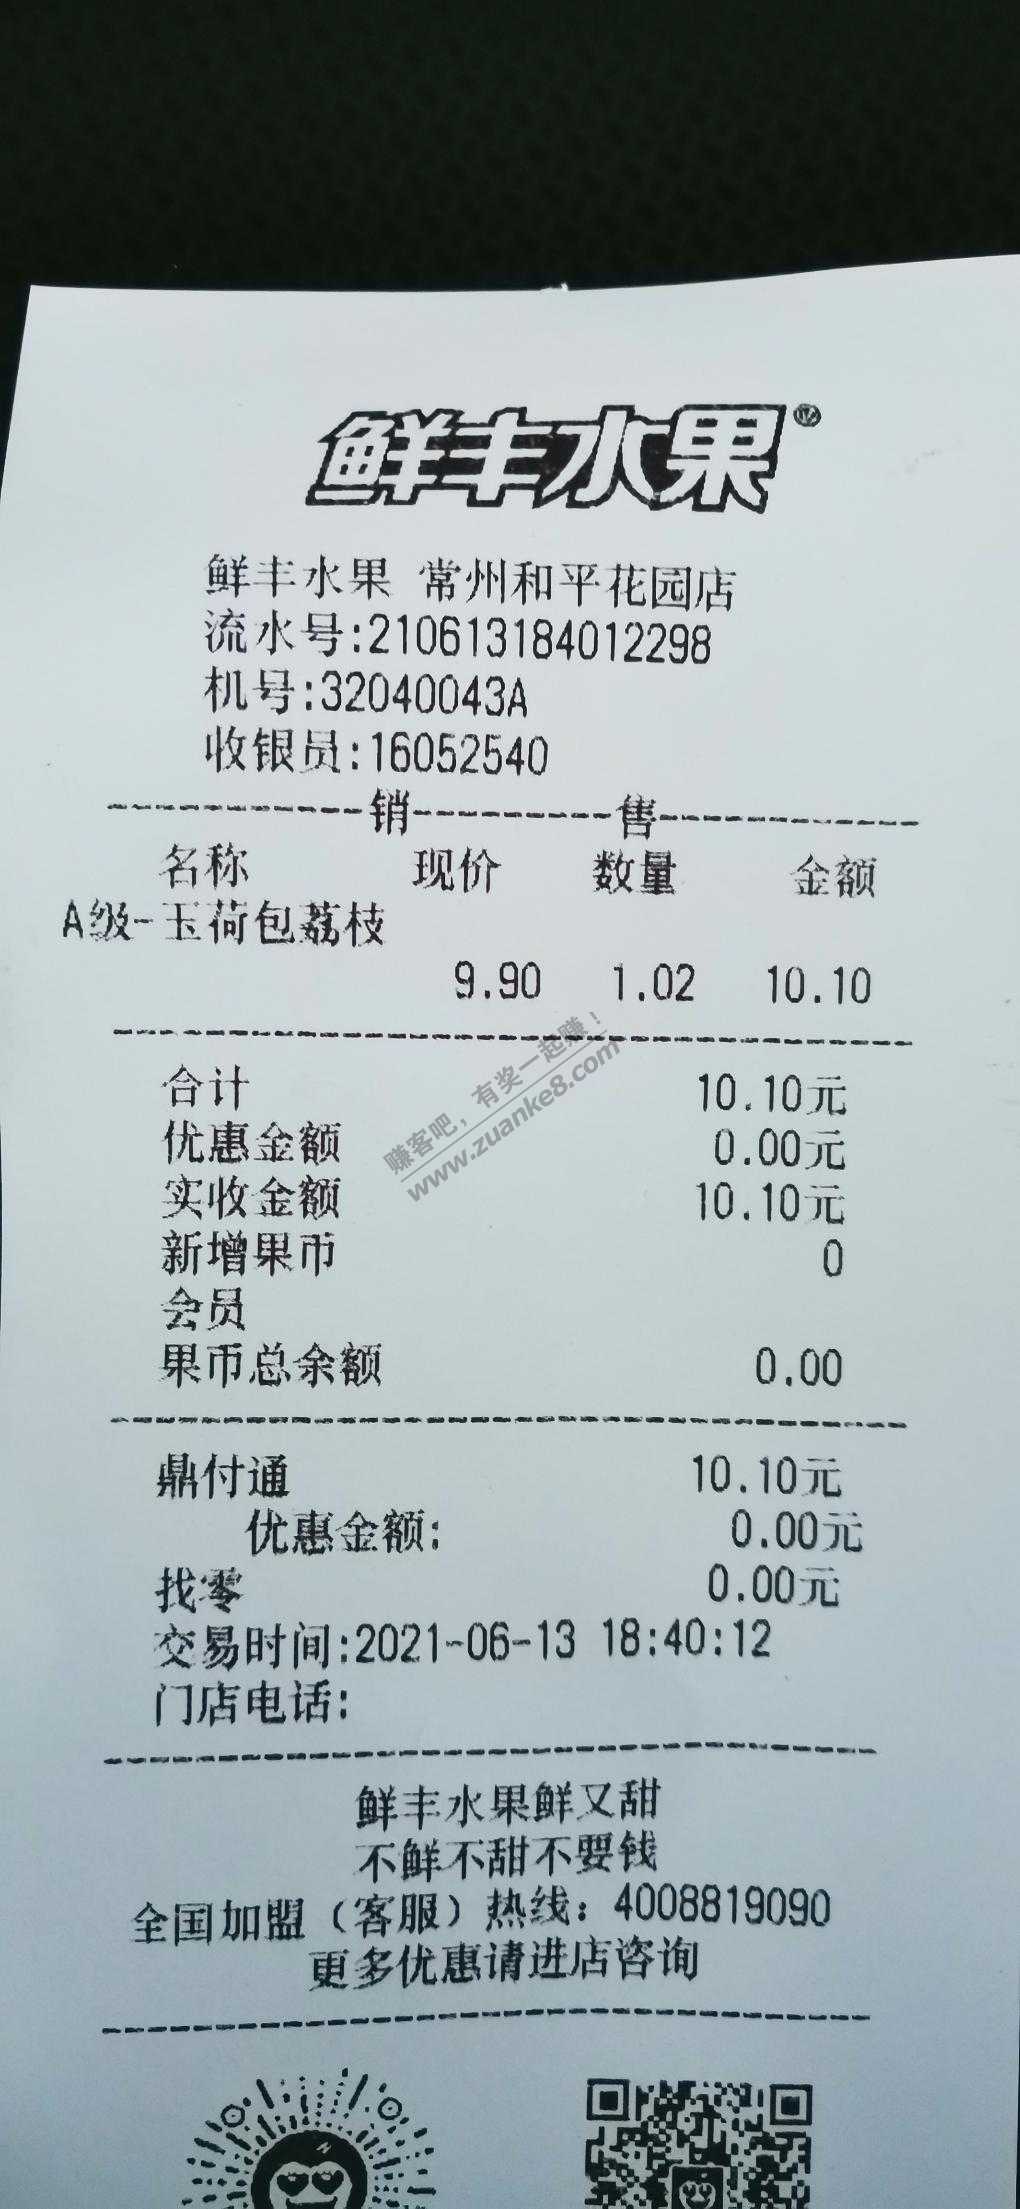 鲜丰水果®
鲜丰水果 常州和平花园店
流水号:210613184012298
机号:32040043A
收银员:16052540
销 售
名称 现价 数量 金额
A级-玉荷包荔枝
9.90 1.02 10.10
赚客吧，有奖一起赚！
www.zuanke8.com
合计 10.10元
优惠金额 0.00元
实收金额 10.10元
新增果币 0
会员
果币总余额 0.00
鼎付通 10.10元
优惠金额: 0.00元
找零 0.00元
交易时间:2021-06-13 18:40:12
门店电话:
鲜丰水果鲜又甜
不鲜不甜不要钱
全国加盟（客服）热线：4008819090
更多优惠请进店咨询